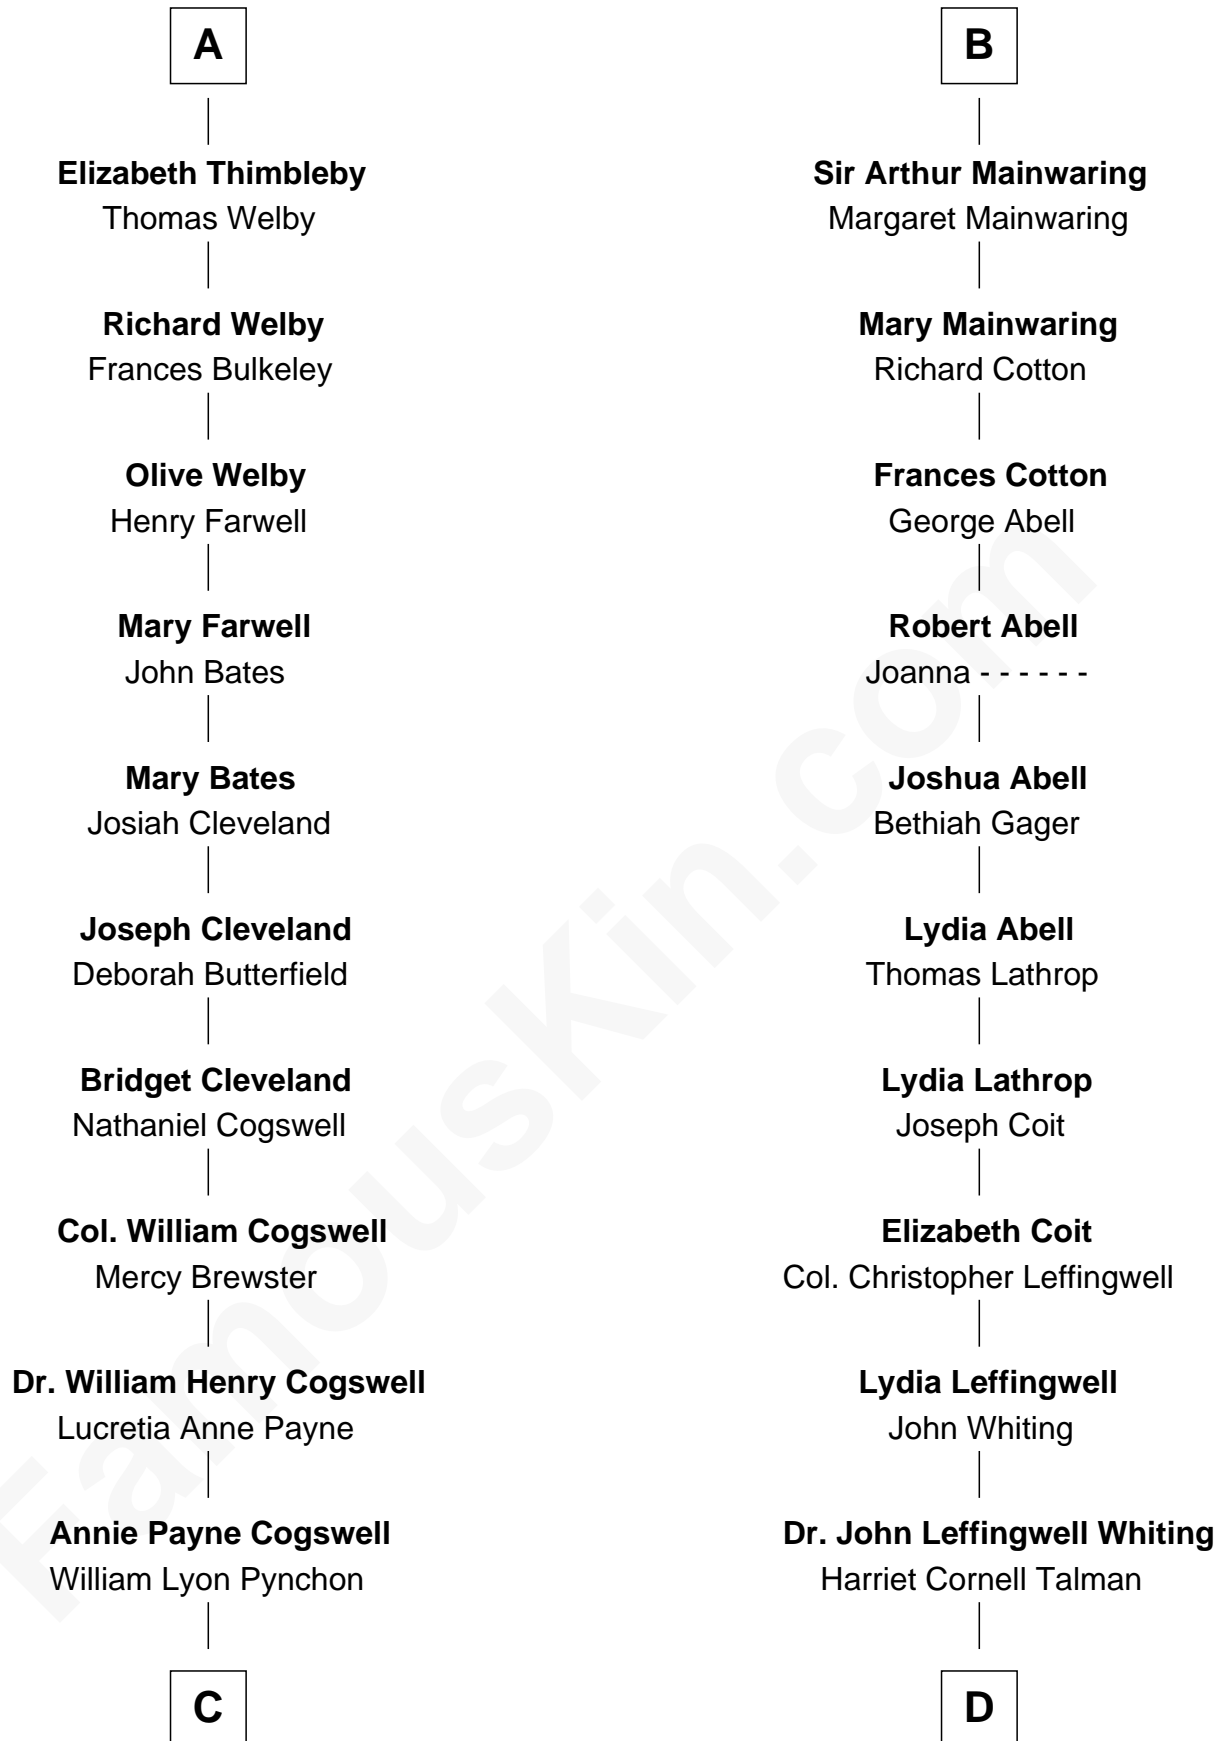 A
Elizabeth Thimbleby
Thomas Welby
Richard Welby
Frances Bulkeley
Olive Welby
Henry Farwell
Mary Farwell
John Bates
Mary Bates
Josiah Cleveland
Joseph Cleveland
Deborah Butterfield
Bridget Cleveland
Nathaniel Cogswell
Col. William Cogswell
Mercy Brewster
Dr. William Henry Cogswell
Lucretia Anne Payne
Annie Payne Cogswell
William Lyon Pynchon
C
B
Sir Arthur Mainwaring
Margaret Mainwaring
Mary Mainwaring
Richard Cotton
Frances Cotton
George Abell
Robert Abell
Joanna - - - - - -
Joshua Abell
Bethiah Gager
Lydia Abell
Thomas Lathrop
Lydia Lathrop
Joseph Coit
Elizabeth Coit
Col. Christopher Leffingwell
Lydia Leffingwell
John Whiting
Dr. John Leffingwell Whiting
Harriet Cornell Talman
D
FamousKin.com